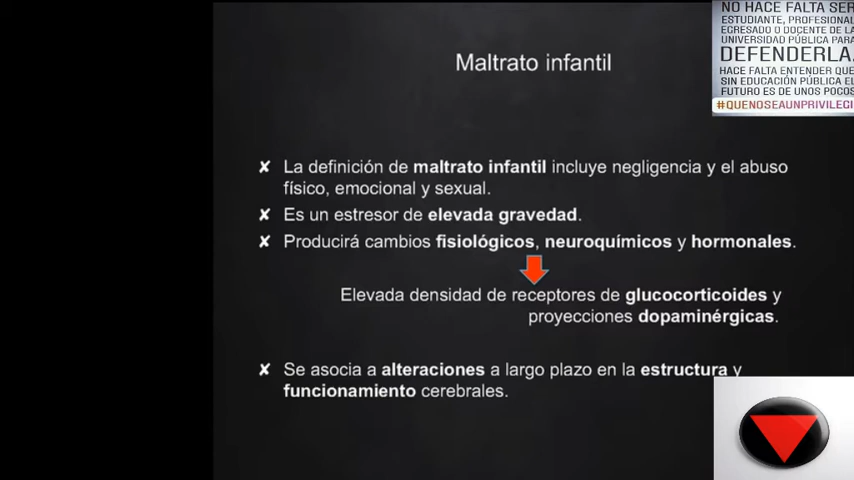 Maltrato infantil
NO HACE FALTA SER
ESTUDIANTE, PROFESIONAL
EGRESADO O DOCENTE DE LA
UNIVERSIDAD PÚBLICA PARA
DEFENDERLA.
HACE FALTA ENTENDER QUE
SIN EDUCACIÓN PÚBLICA EL
FUTURO ES DE UNOS POCOS
#QUENOSEAUNPRIVILEGI
✘ La definición de maltrato infantil incluye negligencia y el abuso
físico, emocional y sexual.
✘ Es un estresor de elevada gravedad.
✘ Producirá cambios fisiológicos, neuroquímicos y hormonales.
Elevada densidad de receptores de glucocorticoides y
proyecciones dopaminérgicas.
✘ Se asocia a alteraciones a largo plazo en la estructura y
funcionamiento cerebrales.